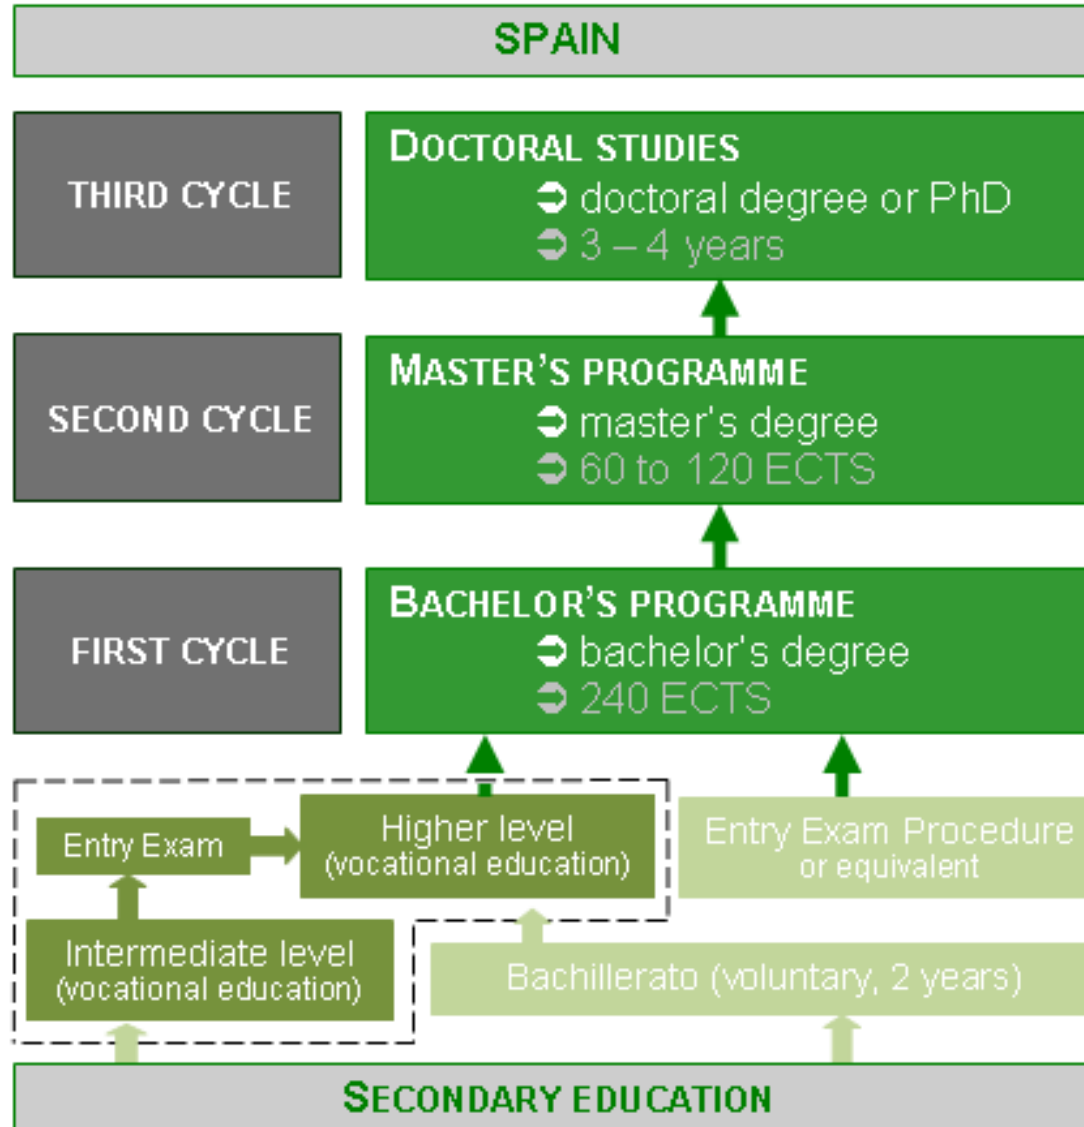 SPAIN
THIRD CYCLE
DOCTORAL STUDIES
➲ doctoral degree or PhD
➲ 3 – 4 years
SECOND CYCLE
MASTER'S PROGRAMME
➲ master's degree
➲ 60 to 120 ECTS
FIRST CYCLE
BACHELOR'S PROGRAMME
➲ bachelor's degree
➲ 240 ECTS
Entry Exam
Higher level
(vocational education)
Entry Exam Procedure
or equivalent
Intermediate level
(vocational education)
Bachillerato (voluntary, 2 years)
SECONDARY EDUCATION